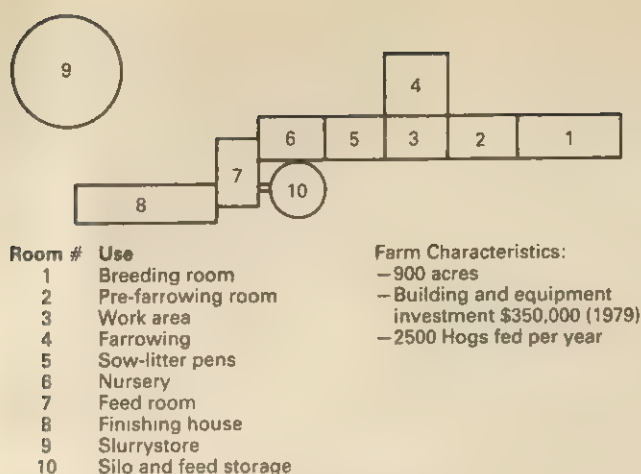 9
4
6 5 3 2 1
7
10
8
Room # Use
1 Breeding room
2 Pre-farrowing room
3 Work area
4 Farrowing
5 Sow-litter pens
6 Nursery
7 Feed room
8 Finishing house
9 Slurrystore
10 Silo and feed storage
Farm Characteristics:
—900 acres
—Building and equipment
investment $350,000 (1979)
—2500 Hogs fed per year